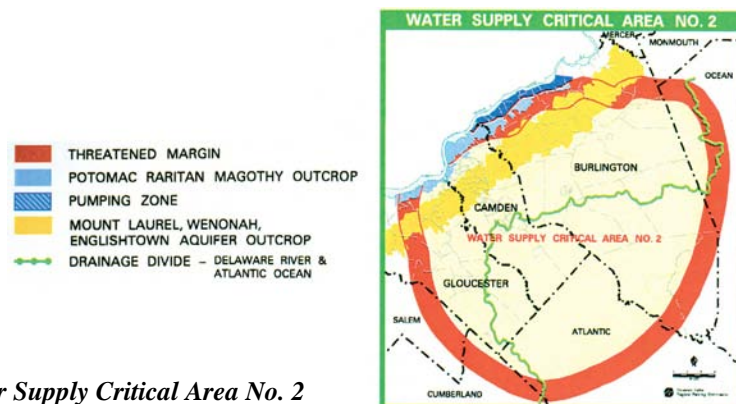 THREATENED MARGIN
POTOMAC RARITAN MAGOTHY OUTCROP
PUMPING ZONE
MOUNT LAUREL, WENONAH,
ENGLISHTOWN AQUIFER OUTCROP
DRAINAGE DIVIDE – DELAWARE RIVER &
ATLANTIC OCEAN
WATER SUPPLY CRITICAL AREA NO. 2
MERCER
MONMOUTH
OCEAN
BURLINGTON
CAMDEN
WATER SUPPLY CRITICAL AREA NO. 2
GLOUCESTER
SALEM
ATLANTIC
CUMBERLAND
Supply Critical Area No. 2